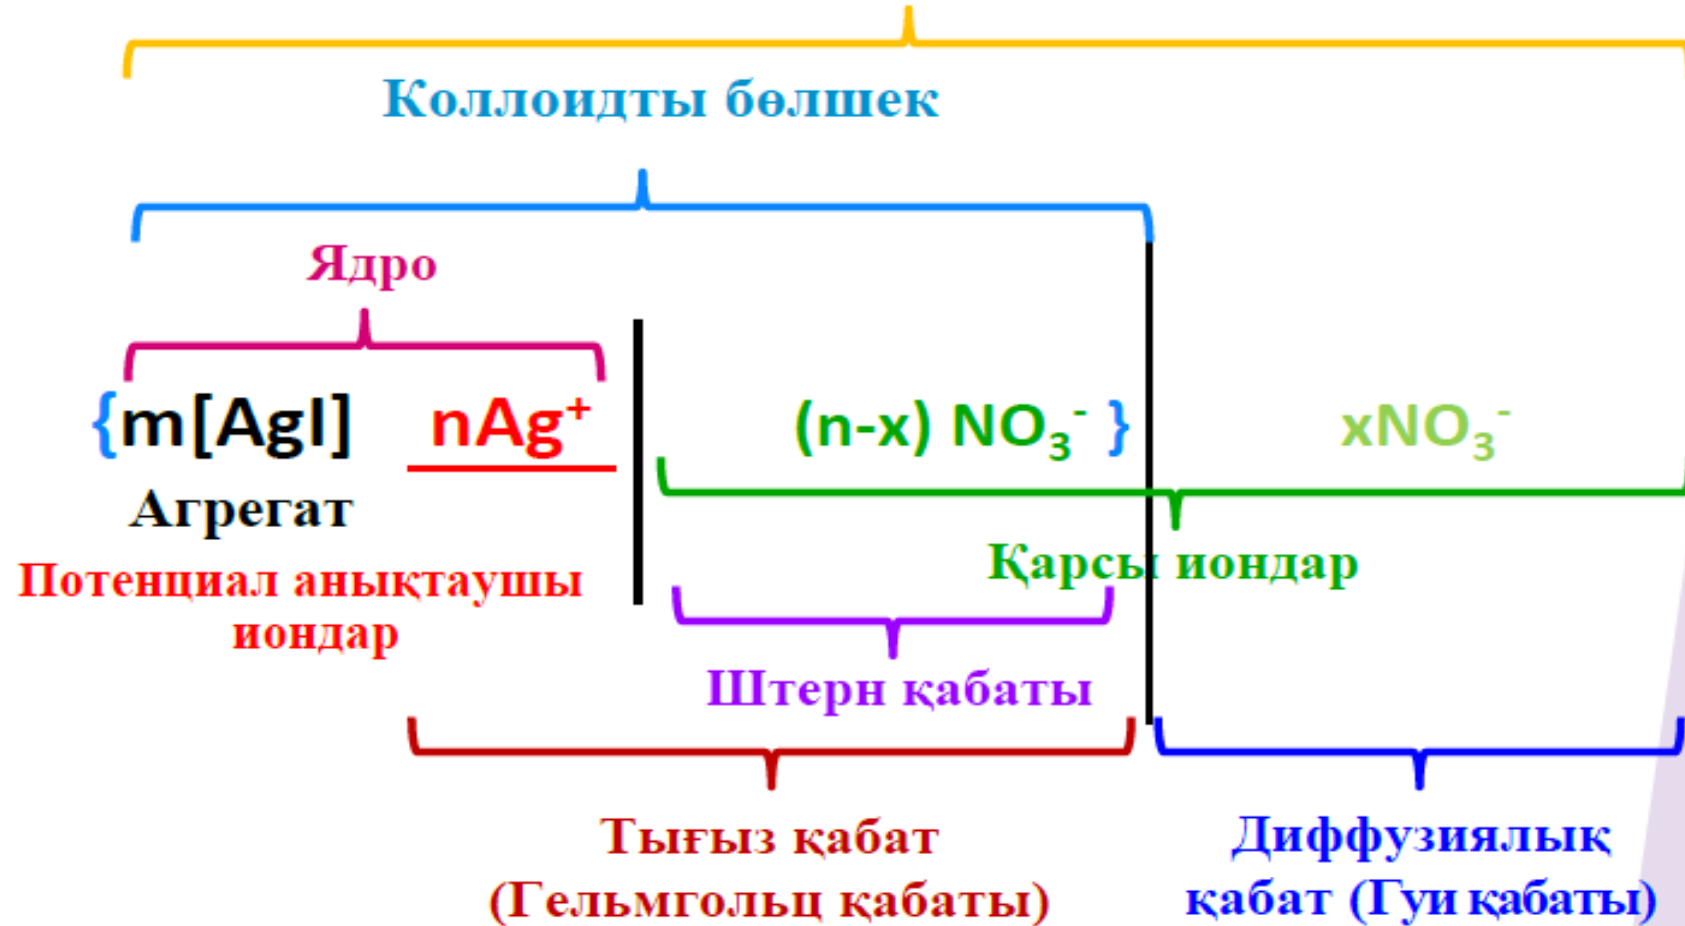 Коллоидты бөлшек
Ядро
{m[AgI] nAg⁺ (n-x) NO₃⁻ } xNO₃⁻
Агрегат
Потенциал анықтаушы
иондар
Қарсы иондар
Штерн қабаты
Тығыз қабат
(Гельмгольц қабаты)
Диффузиялық
қабат (Гуи қабаты)